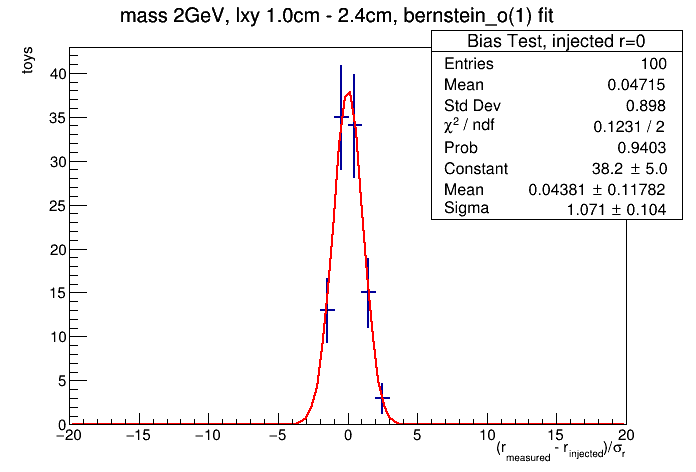 mass 2GeV, lxy 1.0cm - 2.4cm, bernstein_o(1) fit
Bias Test, injected r=0
Entries 100
Mean 0.04715
Std Dev 0.898
χ² / ndf 0.1231 / 2
Prob 0.9403
Constant 38.2 ± 5.0
Mean 0.04381 ± 0.11782
Sigma 1.071 ± 0.104
toys
40
35
30
25
20
15
10
5
0
−20 −15 −10 −5 0 5 10 15 20
(r_measured - r_injected)/σ_r